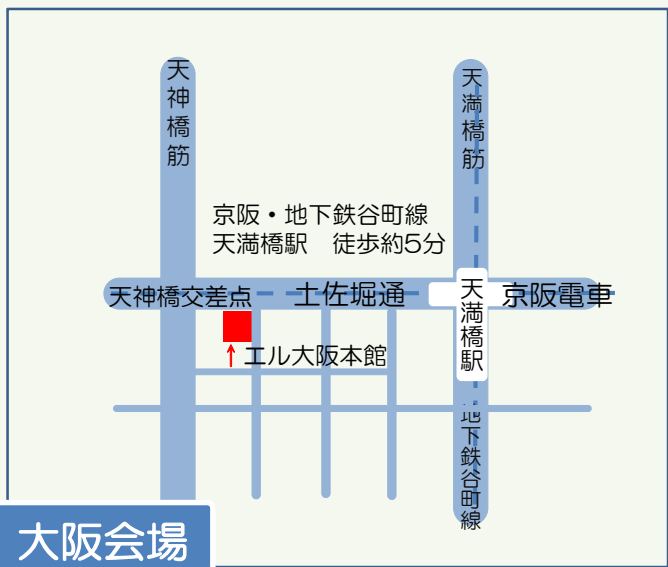 天神橋筋
天満橋筋
京阪・地下鉄谷町線
天満橋駅　徒歩約5分
天神橋交差点
土佐堀通
天満橋駅
京阪電車
↑エル大阪本館
地下鉄谷町線
大阪会場